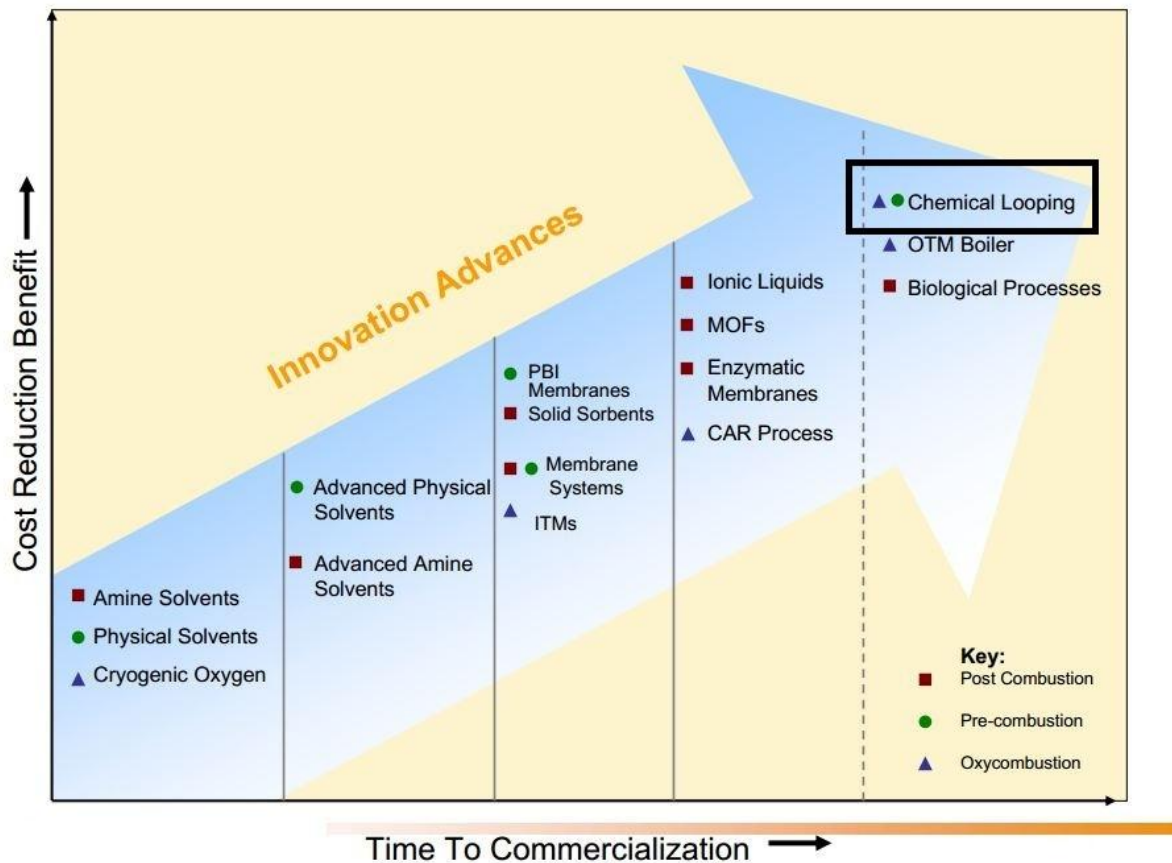 Cost Reduction Benefit
Innovation Advances
Amine Solvents
Physical Solvents
Cryogenic Oxygen
Advanced Physical
Solvents
Advanced Amine
Solvents
PBI
Membranes
Solid Sorbents
Membrane
Systems
ITMs
Ionic Liquids
MOFs
Enzymatic
Membranes
CAR Process
Chemical Looping
OTM Boiler
Biological Processes
Key:
Post Combustion
Pre-combustion
Oxycombustion
Time To Commercialization